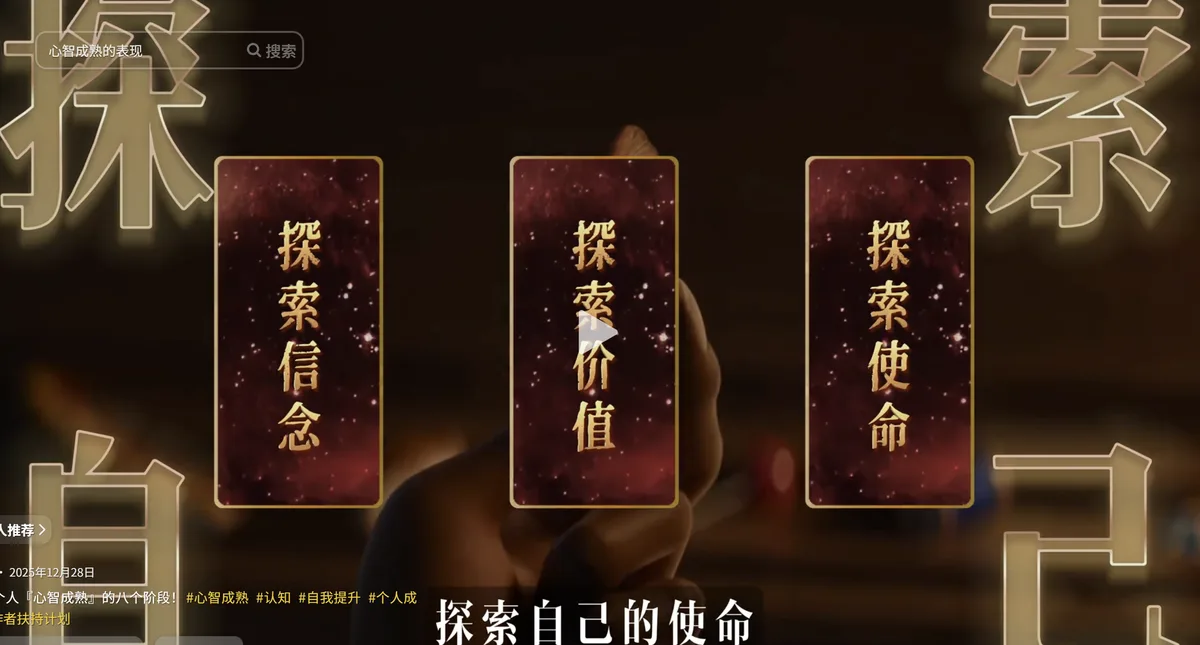 探索
心智成熟的表现
搜索
探索信念
探索价值
探索使命
自己
人推荐
· 2025年12月28日
个人『心智成熟』的八个阶段！ #心智成熟 #认知 #自我提升 #个人成
作者扶持计划
探索自己的使命